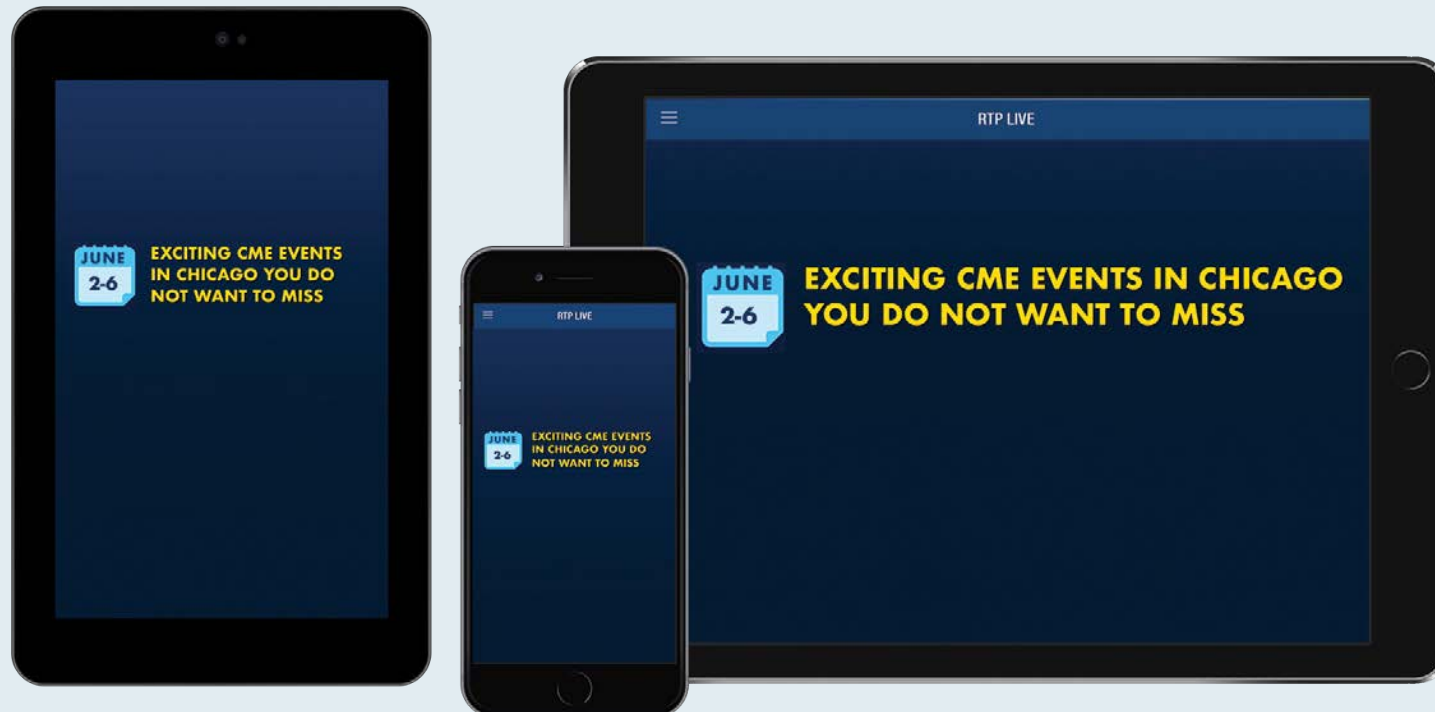 JUNE
2-6
EXCITING CME EVENTS
IN CHICAGO YOU DO
NOT WANT TO MISS
RTP LIVE
JUNE
2-6
EXCITING CME EVENTS
IN CHICAGO YOU DO
NOT WANT TO MISS
RTP LIVE
JUNE
2-6
EXCITING CME EVENTS IN CHICAGO
YOU DO NOT WANT TO MISS